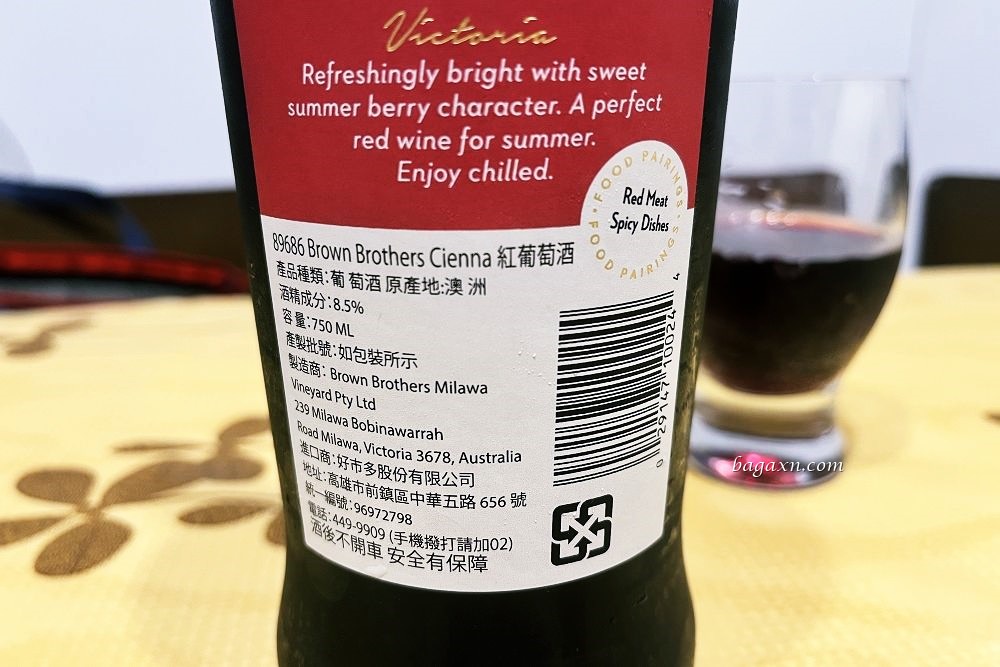 Victoria
Refreshingly bright with sweet
summer berry character. A perfect
red wine for summer.
Enjoy chilled.
FOOD PAIRINGS • FOOD PAIRINGS •
Red Meat
Spicy Dishes
89686 Brown Brothers Cienna 紅葡萄酒
產品種類：葡 萄酒 原產地:澳 洲
酒精成分：8.5%
容 量：750 ML
產製批號：如包裝所示
製造商： Brown Brothers Milawa
Vineyard Pty Ltd
239 Milawa Bobinawarrah
Road Milawa, Victoria 3678, Australia
進口商：好市多股份有限公司
地址：高雄市前鎮區中華五路 656 號
統一編號：96972798
電話：449-9909 (手機撥打請加02)
酒後不開車 安全有保障
0 29147 10024 4
bagaxn.com